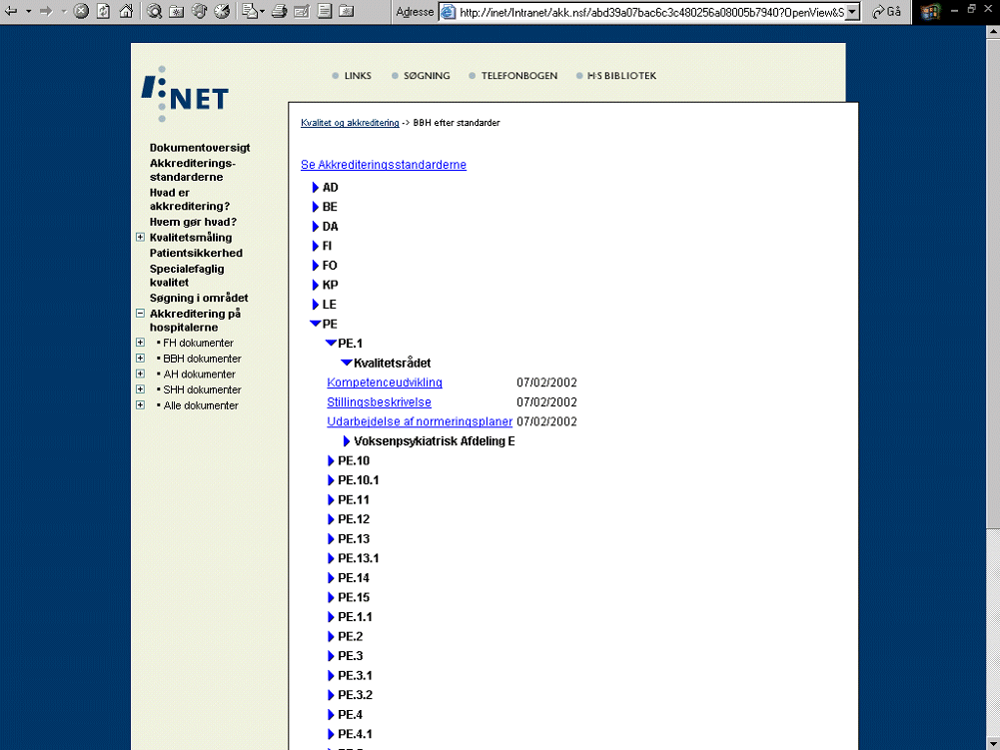 Adresse http://inet/Intranet/akk.nsf/abd39a07bac6c3c480256a08005b7940?OpenView&S Gå
NET
LINKS SØGNING TELEFONBOGEN H:S BIBLIOTEK
Kvalitet og akkreditering -> BBH efter standarder
Dokumentoversigt
Akkrediterings-
standarderne
Hvad er
akkreditering?
Hvem gør hvad?
Kvalitetsmåling
Patientsikkerhed
Specialefaglig
kvalitet
Søgning i området
Akkreditering på
hospitalerne
FH dokumenter
BBH dokumenter
AH dokumenter
SHH dokumenter
Alle dokumenter
Se Akkrediteringsstandarderne
AD
BE
DA
FI
FO
KP
LE
PE
PE.1
Kvalitetsrådet
Kompetenceudvikling 07/02/2002
Stillingsbeskrivelse 07/02/2002
Udarbejdelse af normeringsplaner 07/02/2002
Voksenpsykiatrisk Afdeling E
PE.10
PE.10.1
PE.11
PE.12
PE.13
PE.13.1
PE.14
PE.15
PE.1.1
PE.2
PE.3
PE.3.1
PE.3.2
PE.4
PE.4.1